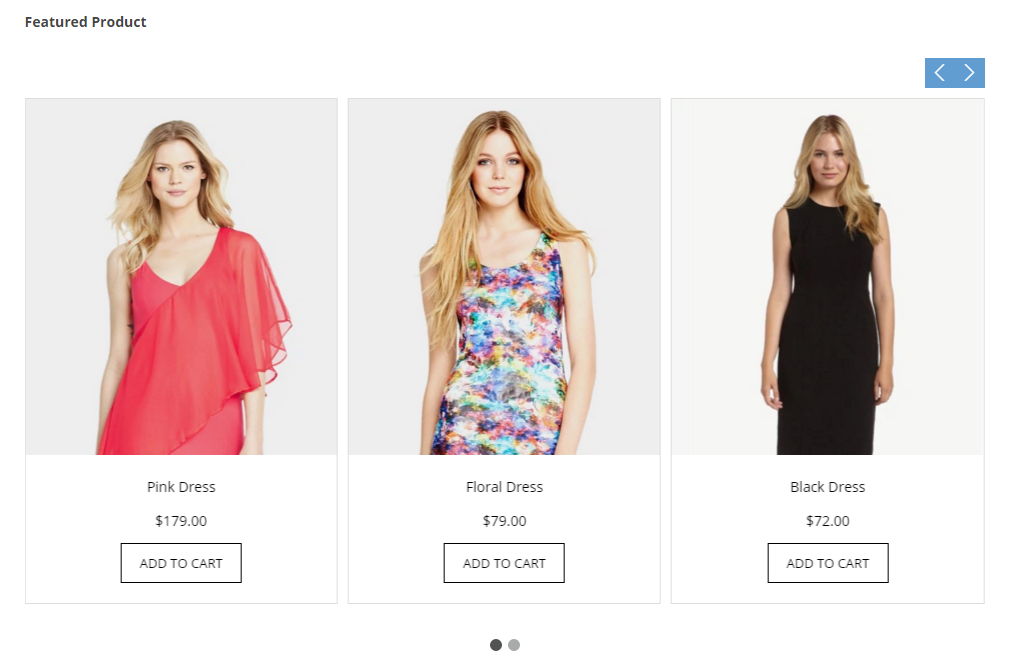 Featured Product
Pink Dress
$179.00
ADD TO CART
Floral Dress
$79.00
ADD TO CART
Black Dress
$72.00
ADD TO CART